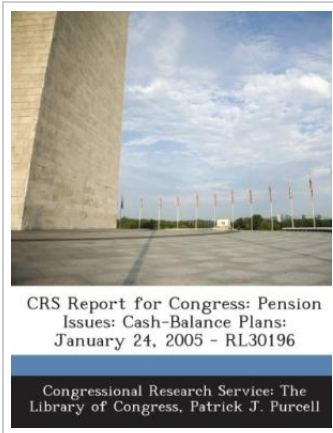 CRS Report for Congress: Pension
Issues: Cash-Balance Plans:
January 24, 2005 - RL30196
Congressional Research Service: The
Library of Congress, Patrick J. Purcell